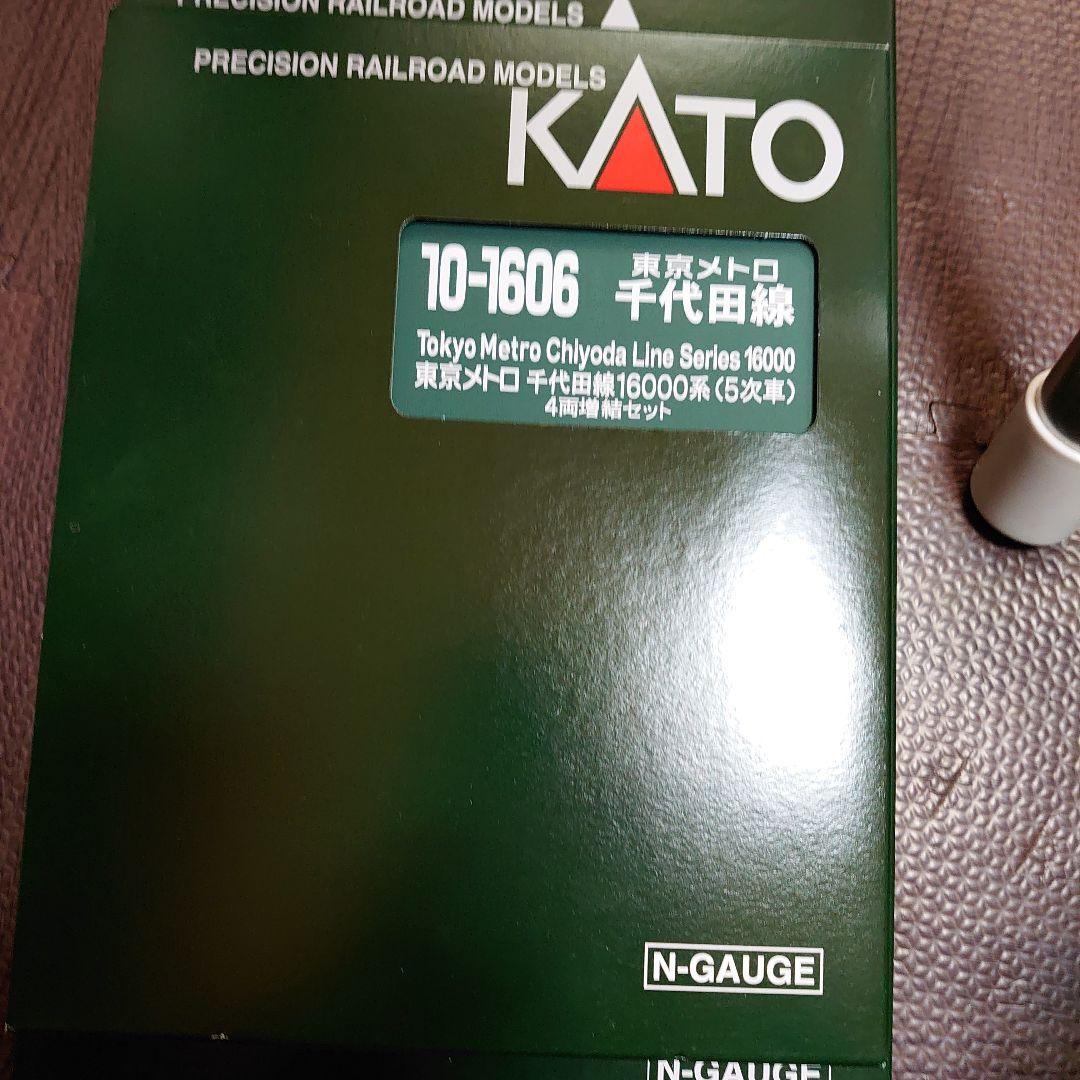 PRECISION RAILROAD MODELS
PRECISION RAILROAD MODELS
KATO
10-1606
東京メトロ
千代田線
Tokyo Metro Chiyoda Line Series 16000
東京メトロ 千代田線16000系(5次車)
4両増結セット
N-GAUGE
N-GAUGE